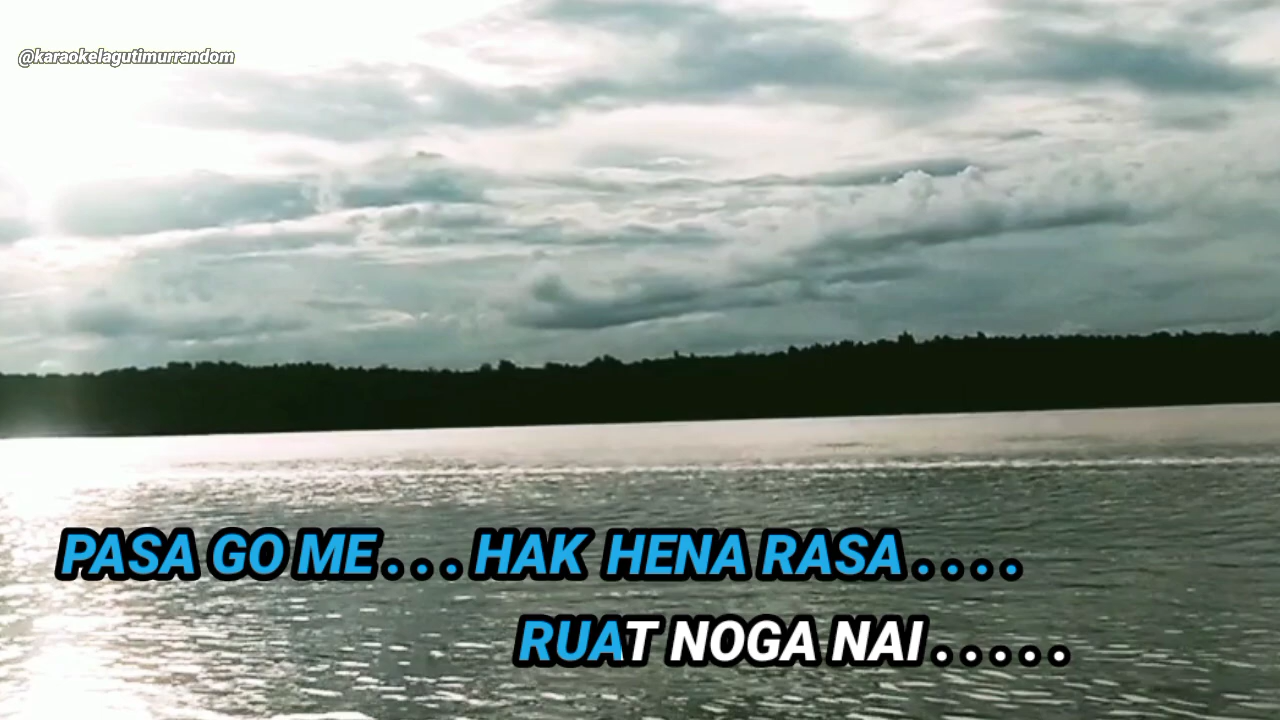 @karaokelagutimurrandom
PASA GO ME . . . HAK HENA RASA . . . .
RUAT NOGA NAI . . . . .